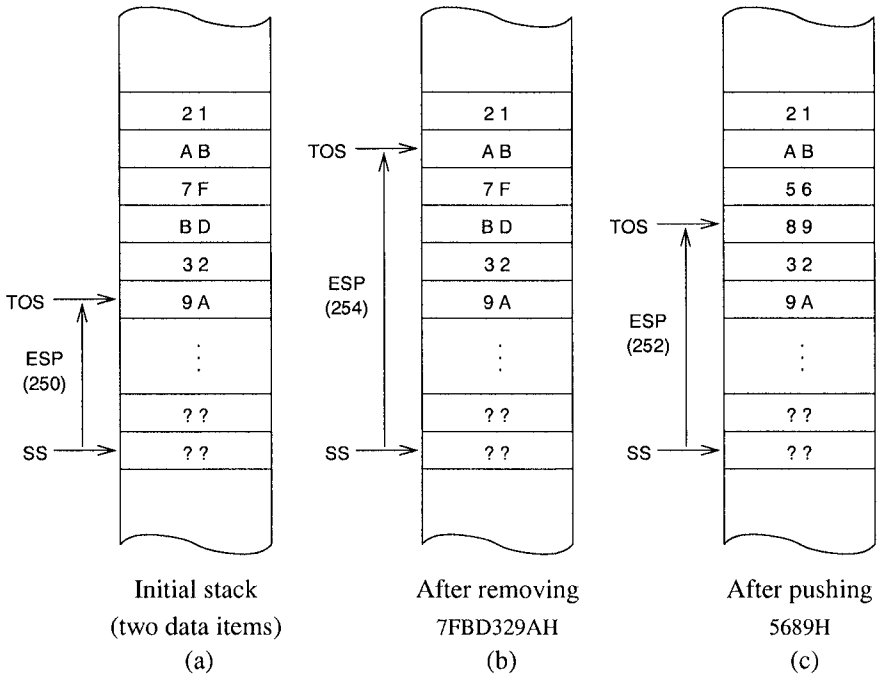 2 1
A B
7 F
B D
3 2
TOS
9 A
ESP
(250)
? ?
SS
? ?
Initial stack
(two data items)
(a)
2 1
TOS
A B
7 F
B D
3 2
ESP
(254)
9 A
? ?
SS
? ?
After removing
7FBD329AH
(b)
2 1
A B
5 6
TOS
8 9
3 2
9 A
ESP
(252)
? ?
SS
? ?
After pushing
5689H
(c)